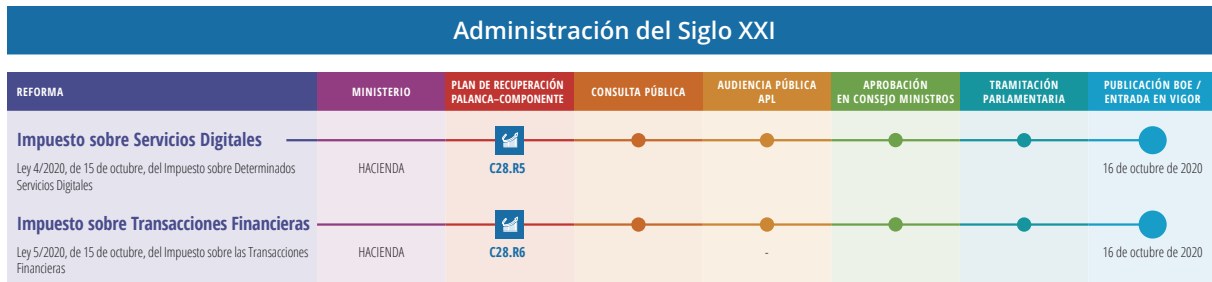 Administración del Siglo XXI
REFORMA
MINISTERIO
PLAN DE RECUPERACIÓN
PALANCA–COMPONENTE
CONSULTA PÚBLICA
AUDIENCIA PÚBLICA
APL
APROBACIÓN
EN CONSEJO MINISTROS
TRAMITACIÓN
PARLAMENTARIA
PUBLICACIÓN BOE /
ENTRADA EN VIGOR
Impuesto sobre Servicios Digitales
Ley 4/2020, de 15 de octubre, del Impuesto sobre Determinados
Servicios Digitales
HACIENDA
C28.R5
16 de octubre de 2020
Impuesto sobre Transacciones Financieras
Ley 5/2020, de 15 de octubre, del Impuesto sobre las Transacciones
Financieras
HACIENDA
C28.R6
-
16 de octubre de 2020